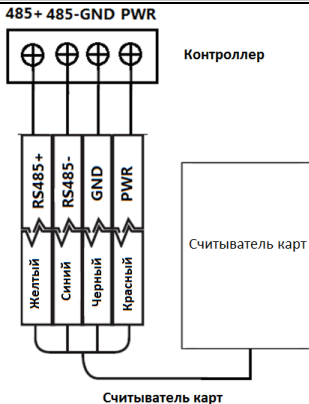 485+ 485-GND PWR
Контроллер
RS485+
RS485-
GND
PWR
Желтый
Синий
Черный
Красный
Считыватель карт
Считыватель карт